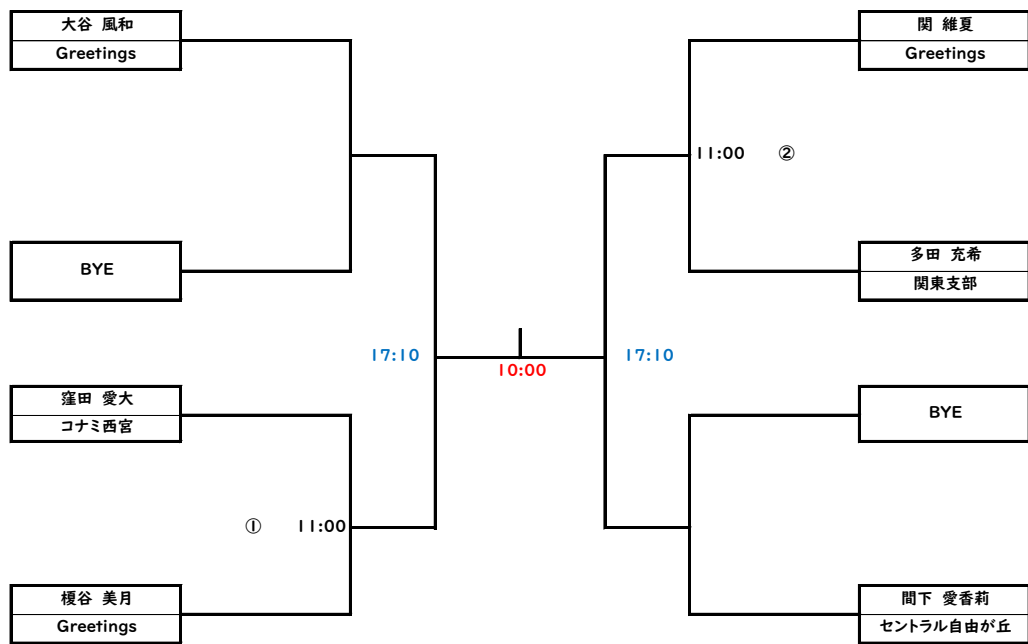 大谷 風和
Greetings
BYE
17:10
窪田 愛大
コナミ西宮
① 11:00
榎谷 美月
Greetings
10:00
関 維夏
Greetings
11:00 ②
多田 充希
関東支部
17:10
BYE
間下 愛香莉
セントラル自由が丘